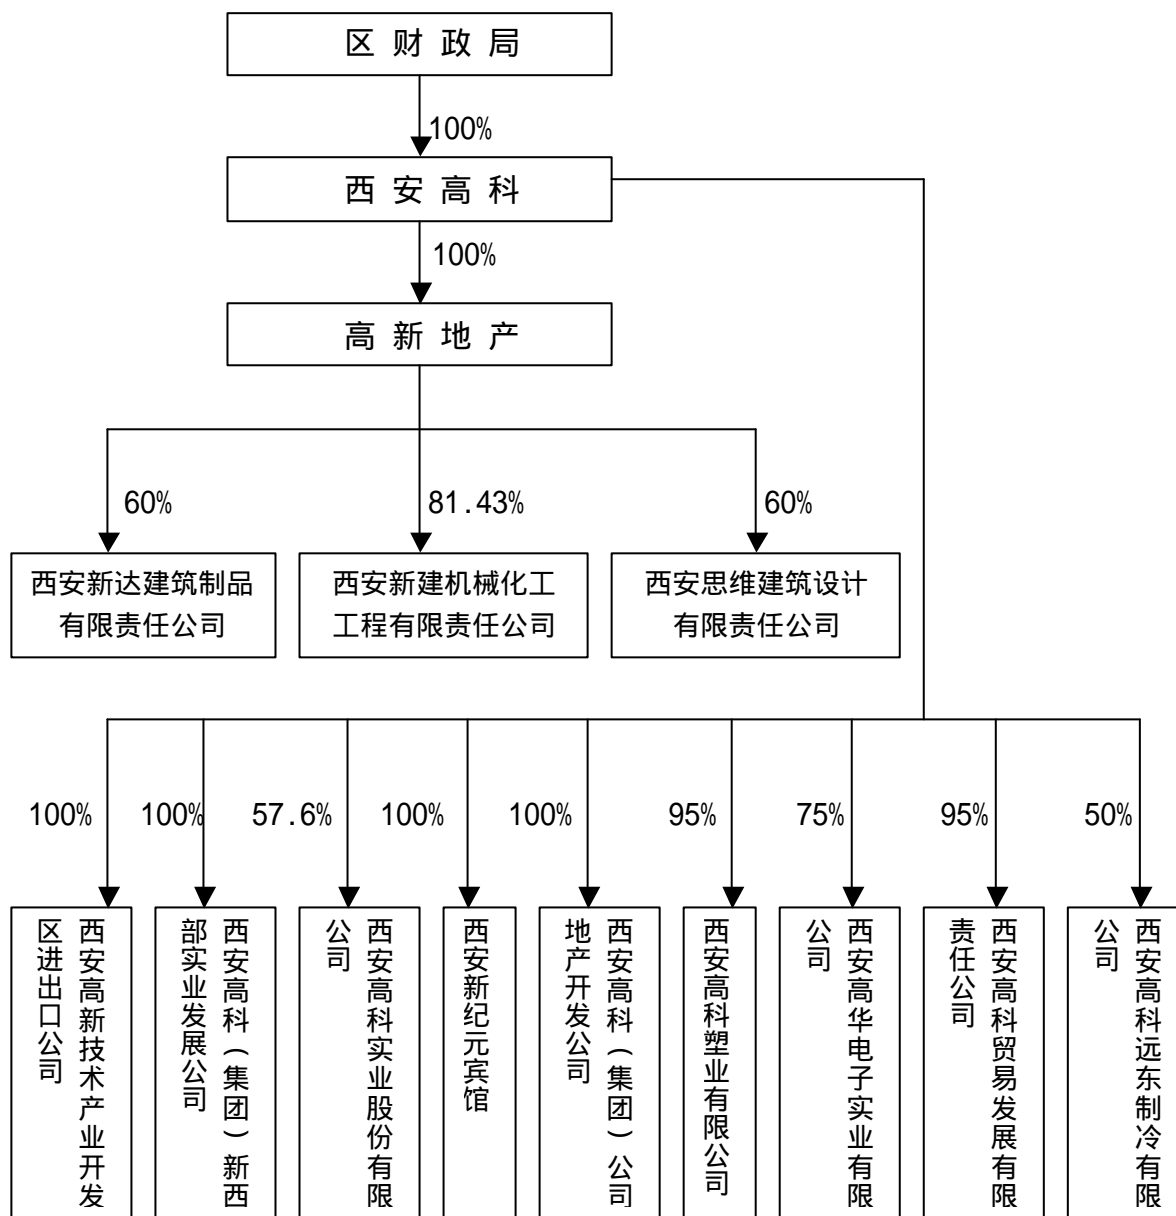 区财政局
100%
西安高科
100%
高新地产
60%
81.43%
60%
西安新达建筑制品
有限责任公司
西安新建机械化工
工程有限责任公司
西安思维建筑设计
有限责任公司
100%
100%
57.6%
100%
100%
95%
75%
95%
50%
西安高新技术产业开发
区进出口公司
西安高科（集团）新西
部实业发展公司
西安高科实业股份有限
公司
西安新纪元宾馆
西安高科（集团）公司
地产开发公司
西安高科塑业有限公司
西安高华电子实业有限
公司
西安高科贸易发展有限
责任公司
西安高科远东制冷有限
公司